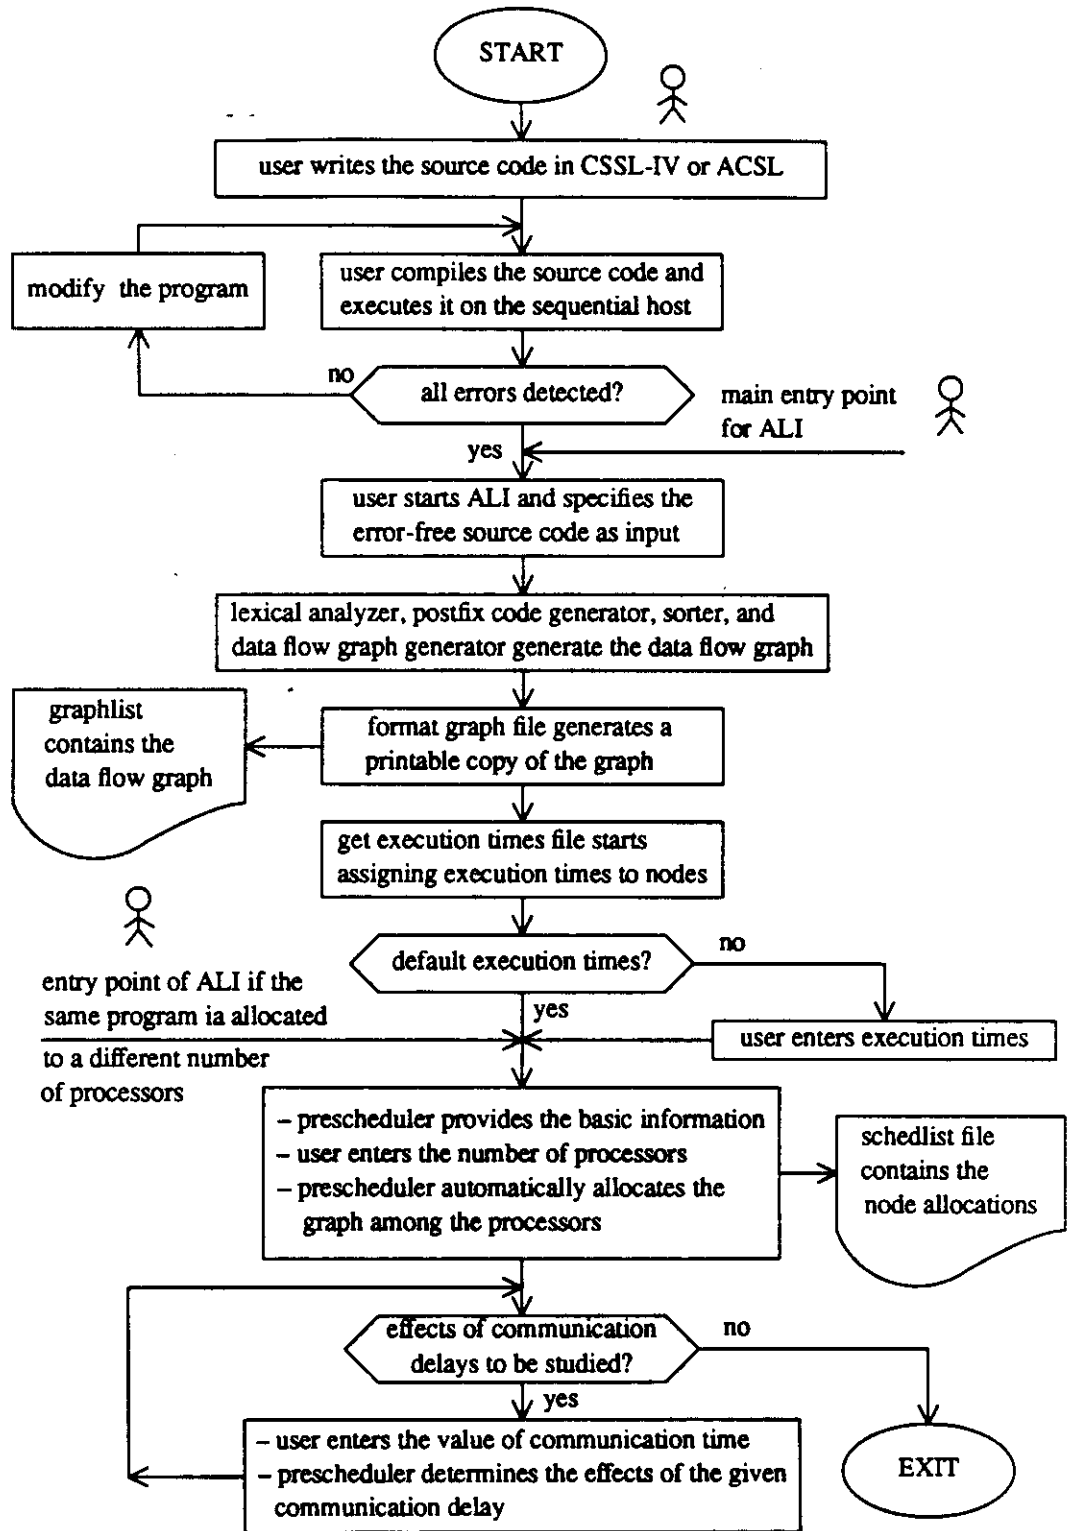 START
user writes the source code in CSSL-IV or ACSL
modify the program
user compiles the source code and
executes it on the sequential host
no
all errors detected?
main entry point
for ALI
yes
user starts ALI and specifies the
error-free source code as input
lexical analyzer, postfix code generator, sorter, and
data flow graph generator generate the data flow graph
graphlist
contains the
data flow graph
format graph file generates a
printable copy of the graph
get execution times file starts
assigning execution times to nodes
default execution times?
no
entry point of ALI if the
same program ia allocated
to a different number
of processors
yes
user enters execution times
– prescheduler provides the basic information
– user enters the number of processors
– prescheduler automatically allocates the
graph among the processors
schedlist file
contains the
node allocations
effects of communication
delays to be studied?
no
yes
– user enters the value of communication time
– prescheduler determines the effects of the given
communication delay
EXIT